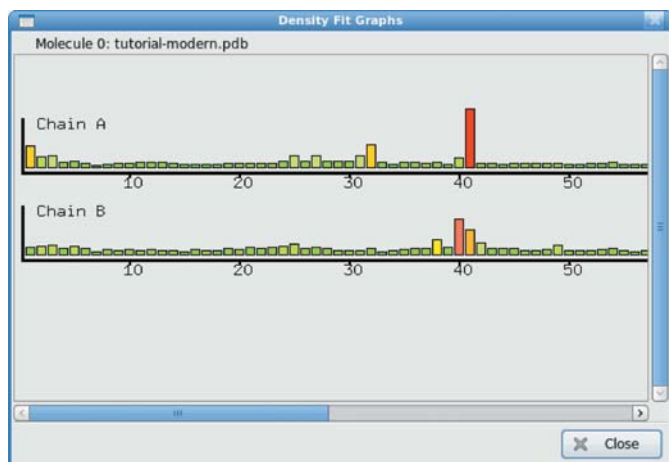 Density Fit Graphs
Molecule 0: tutorial-modern.pdb
Chain A
10 20 30 40 50
Chain B
10 20 30 40 50
Close